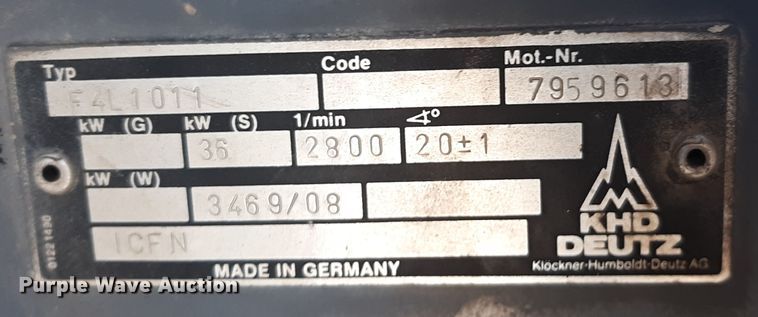 Typ Code Mot.-Nr.
F4L1011 7959613
kW (G) kW (S) 1/min ∢°
36 2800 20±1
kW (W)
3469/08
ICFN
KHD
DEUTZ
Klöckner-Humboldt-Deutz AG
MADE IN GERMANY
01221490
Purple Wave Auction